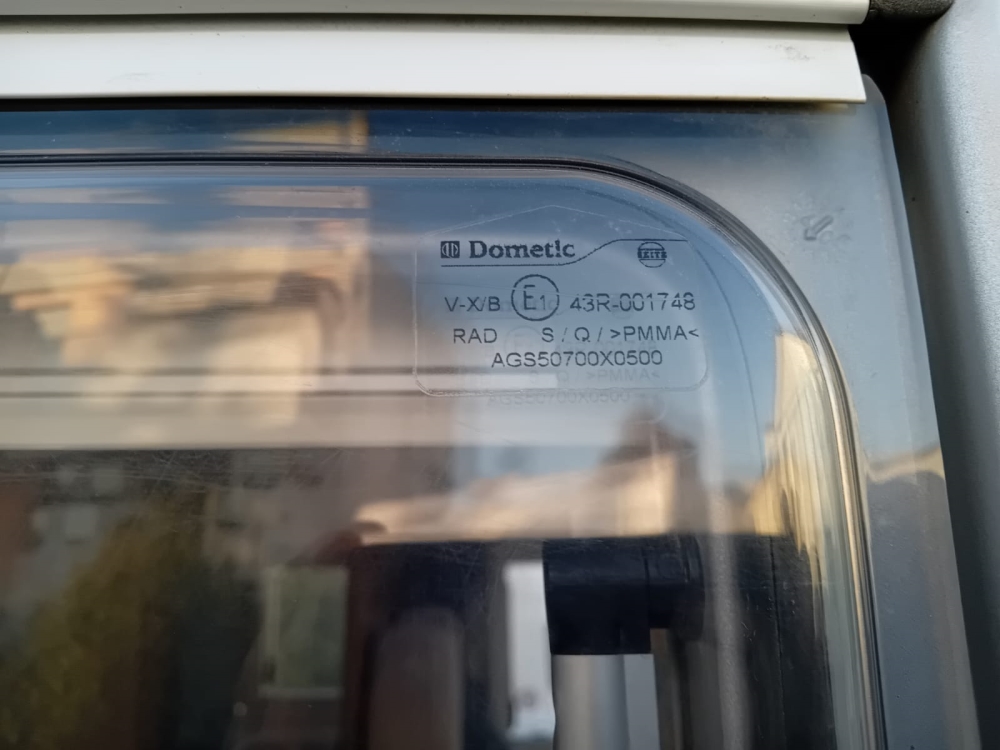 Dometic
V-X/B E1 43R-001748
RAD S / Q / >PMMA<
AGS50700X0500